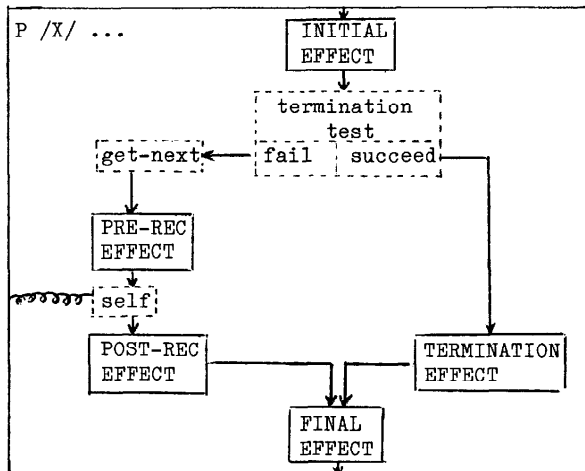 P /X/ ...
INITIAL
EFFECT
termination
test
get-next
fail
succeed
PRE-REC
EFFECT
self
POST-REC
EFFECT
TERMINATION
EFFECT
FINAL
EFFECT